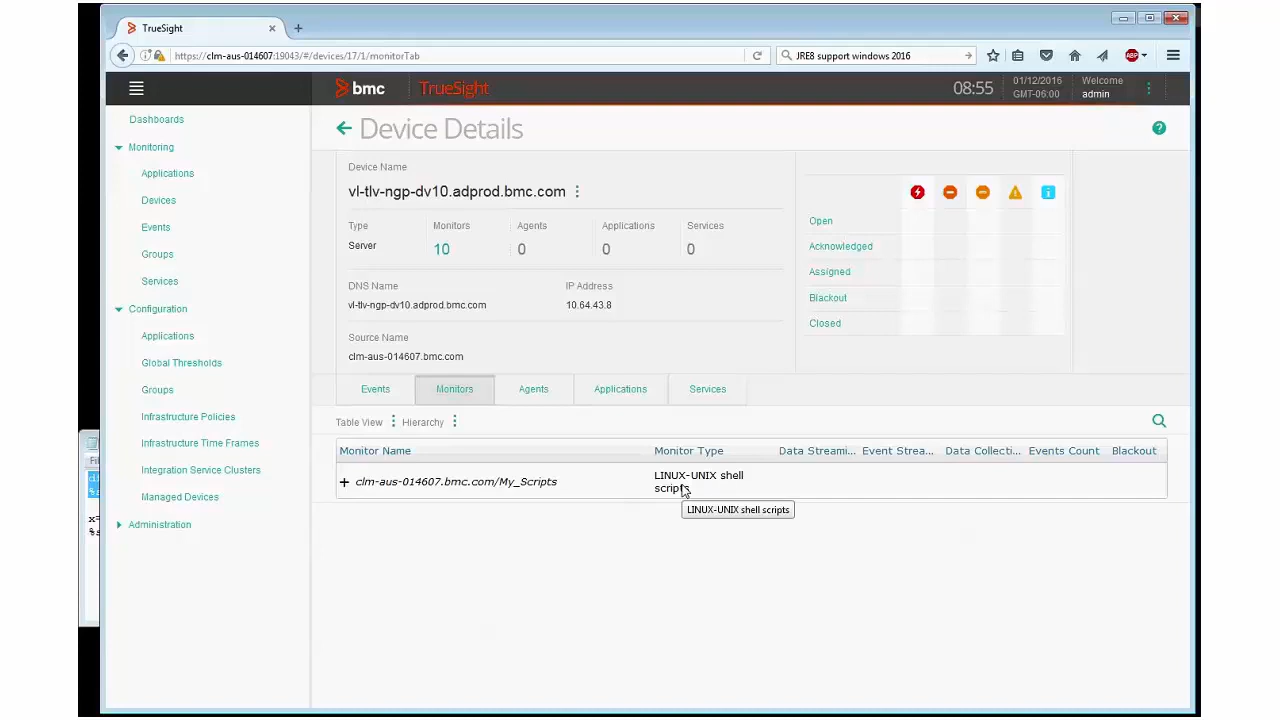 TrueSight
https://clm-aus-014607:19043/#/devices/17/1/monitorTab
JRE8 support windows 2016
ABP
bmc
TrueSight
08:55
01/12/2016
GMT-06:00
Welcome
admin
Dashboards
Monitoring
Applications
Devices
Events
Groups
Services
Configuration
Applications
Global Thresholds
Groups
Infrastructure Policies
Infrastructure Time Frames
Integration Service Clusters
Managed Devices
Administration
Device Details
Device Name
vl-tlv-ngp-dv10.adprod.bmc.com
Type Monitors Agents Applications Services
Server 10 0 0 0
DNS Name IP Address
vl-tlv-ngp-dv10.adprod.bmc.com 10.64.43.8
Source Name
clm-aus-014607.bmc.com
Open
Acknowledged
Assigned
Blackout
Closed
Events Monitors Agents Applications Services
Table View Hierarchy
Monitor Name Monitor Type Data Streami... Event Strea... Data Collecti... Events Count Blackout
clm-aus-014607.bmc.com/My_Scripts
LINUX-UNIX shell
scripts
LINUX-UNIX shell scripts